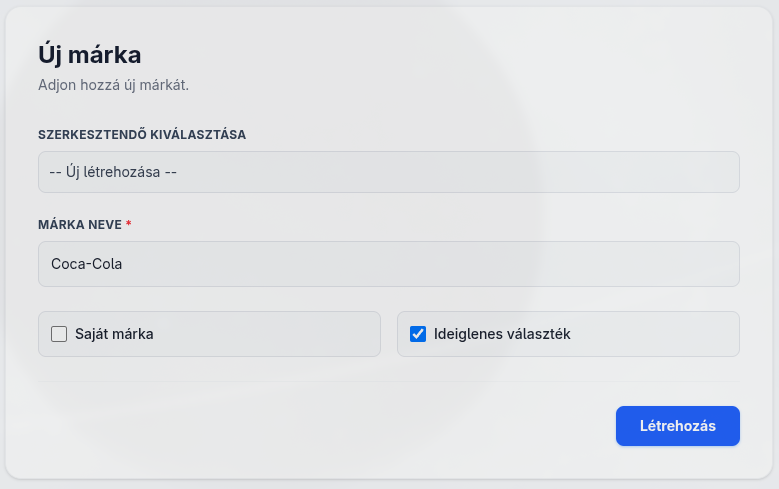 Új márka
Adjon hozzá új márkát.
SZERKESZTENDŐ KIVÁLASZTÁSA
-- Új létrehozása --
MÁRKA NEVE *
Coca-Cola
Saját márka
Ideiglenes választék
Létrehozás